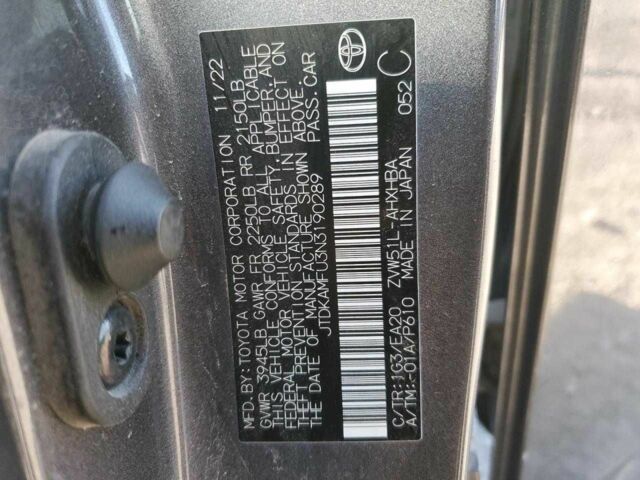 MFD.BY:TOYOTA MOTOR CORPORATION 11/22
GVWR 3945LB GAWR FR 2250LB RR 2150LB
THIS VEHICLE CONFORMS TO ALL APPLICABLE
FEDERAL MOTOR VEHICLE SAFETY,BUMPER,AND
THEFT PREVENTION STANDARDS IN EFFECT ON
THE DATE OF MANUFACTURE SHOWN ABOVE.
JTDKAMFU3N3190289 PASS.CAR
C/TR:1G3/EA20 ZVW51L-AHXHBA
A/TM:-01A/P610 MADE IN JAPAN 052
C